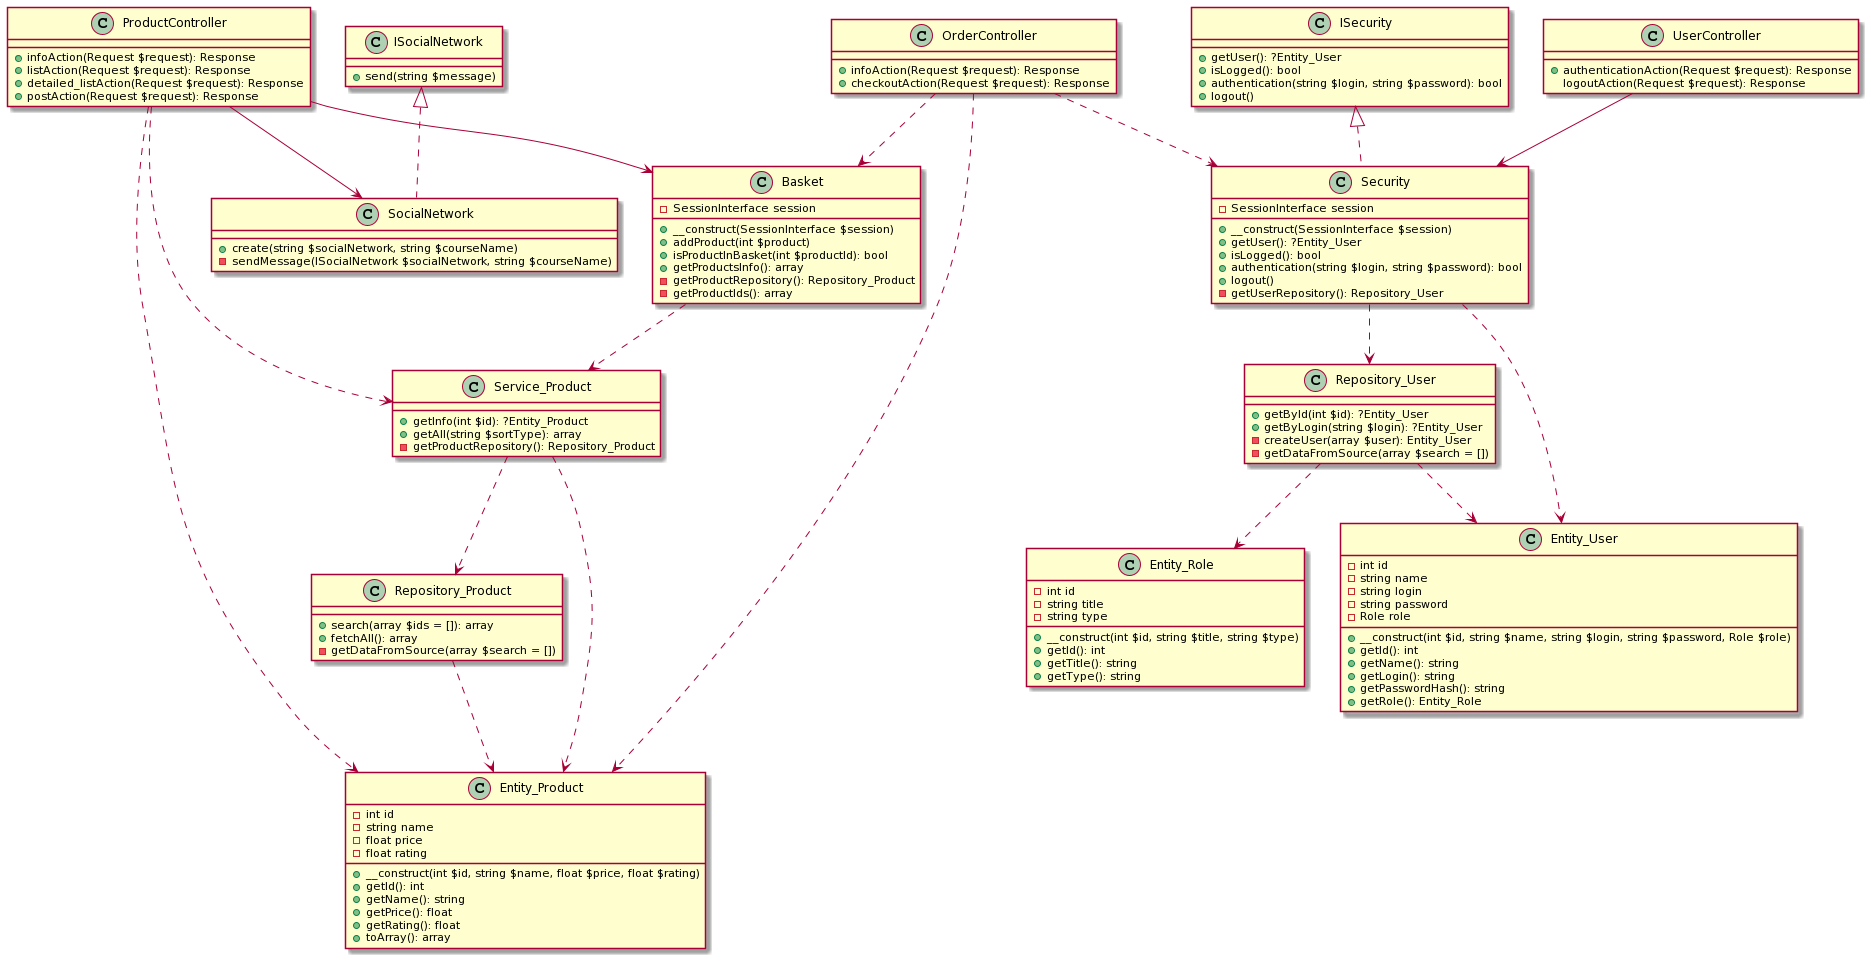 C ProductController
infoAction(Request $request): Response
listAction(Request $request): Response
detailed_listAction(Request $request): Response
postAction(Request $request): Response
C ISocialNetwork
send(string $message)
C OrderController
infoAction(Request $request): Response
checkoutAction(Request $request): Response
C ISecurity
getUser(): ?Entity_User
isLogged(): bool
authentication(string $login, string $password): bool
logout()
C UserController
authenticationAction(Request $request): Response
logoutAction(Request $request): Response
C SocialNetwork
create(string $socialNetwork, string $courseName)
sendMessage(ISocialNetwork $socialNetwork, string $courseName)
C Basket
SessionInterface session
__construct(SessionInterface $session)
addProduct(int $product)
isProductInBasket(int $productId): bool
getProductsInfo(): array
getProductRepository(): Repository_Product
getProductIds(): array
C Security
SessionInterface session
__construct(SessionInterface $session)
getUser(): ?Entity_User
isLogged(): bool
authentication(string $login, string $password): bool
logout()
getUserRepository(): Repository_User
C Service_Product
getInfo(int $id): ?Entity_Product
getAll(string $sortType): array
getProductRepository(): Repository_Product
C Repository_User
getById(int $id): ?Entity_User
getByLogin(string $login): ?Entity_User
createUser(array $user): Entity_User
getDataFromSource(array $search = [])
C Repository_Product
search(array $ids = []): array
fetchAll(): array
getDataFromSource(array $search = [])
C Entity_Role
int id
string title
string type
__construct(int $id, string $title, string $type)
getId(): int
getTitle(): string
getType(): string
C Entity_User
int id
string name
string login
string password
Role role
__construct(int $id, string $name, string $login, string $password, Role $role)
getId(): int
getName(): string
getLogin(): string
getPasswordHash(): string
getRole(): Entity_Role
C Entity_Product
int id
string name
float price
float rating
__construct(int $id, string $name, float $price, float $rating)
getId(): int
getName(): string
getPrice(): float
getRating(): float
toArray(): array